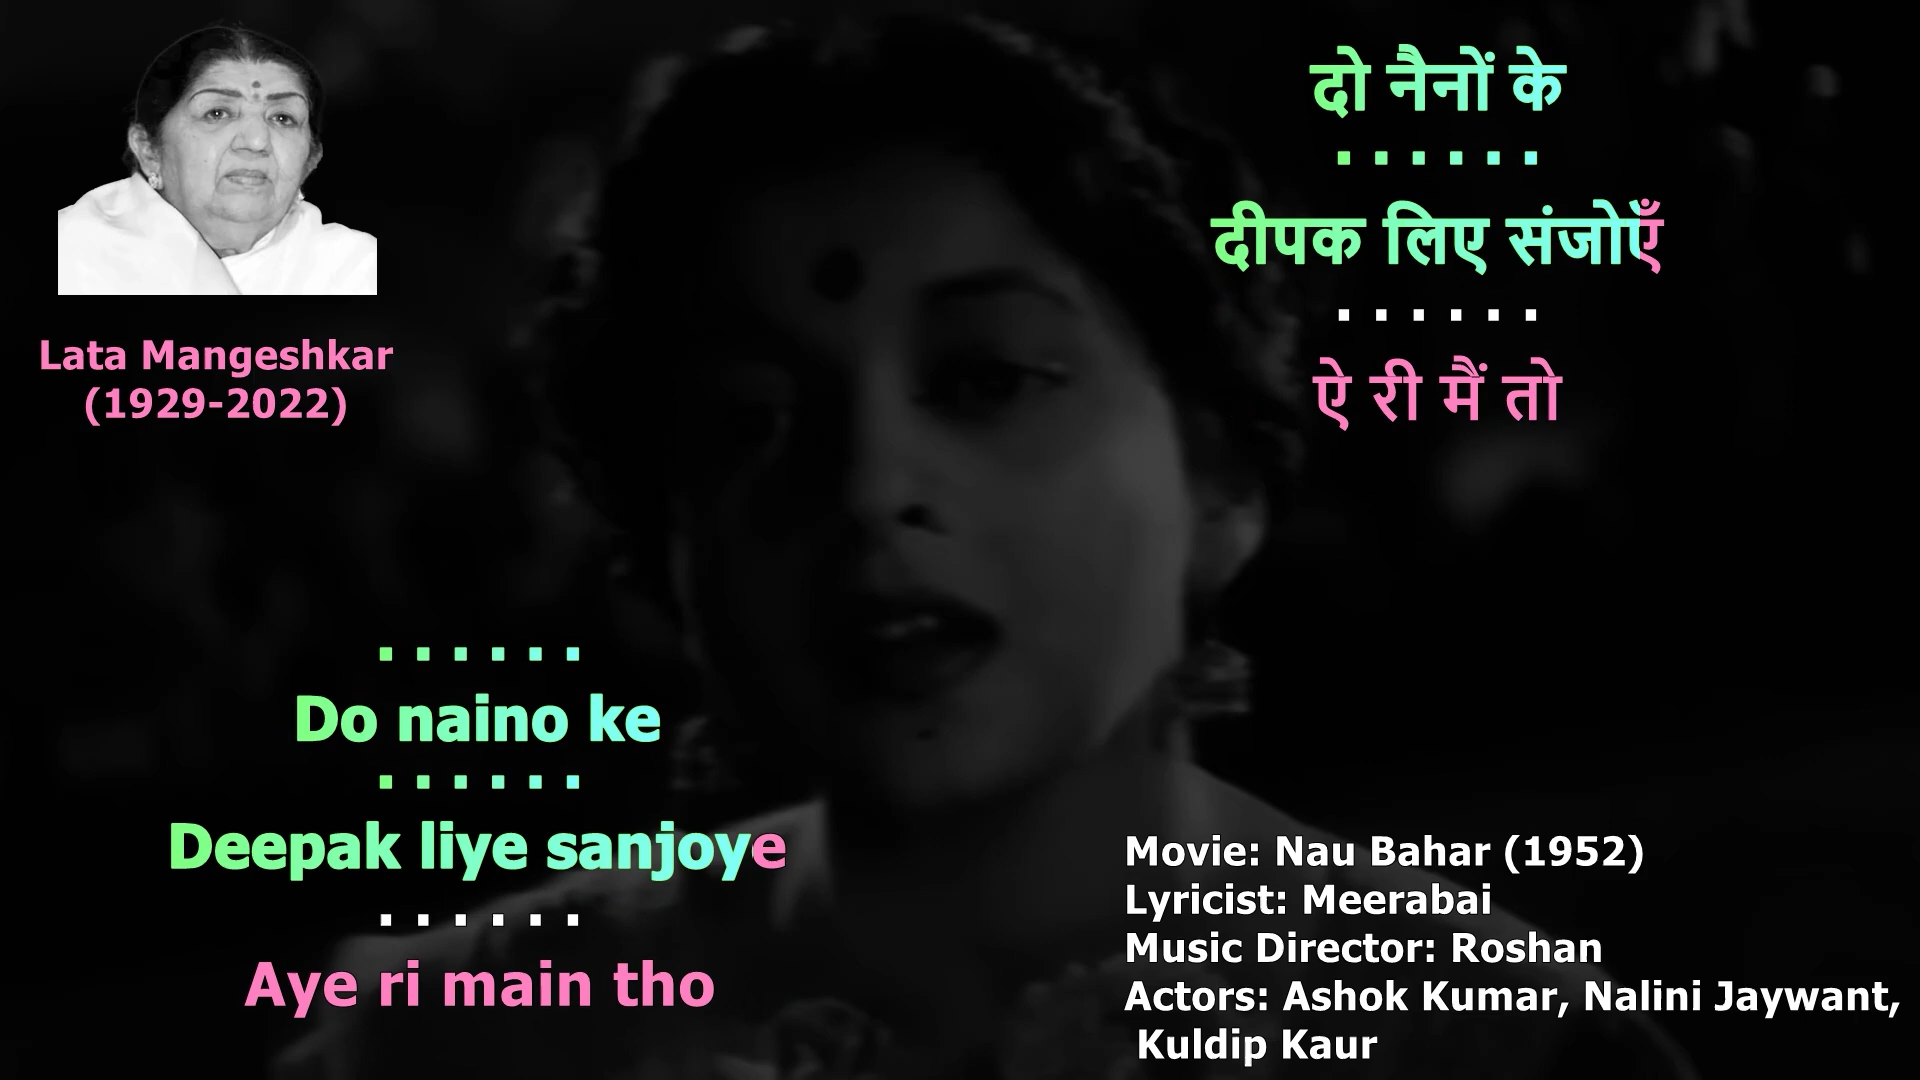 Lata Mangeshkar
(1929-2022)
दो नैनों के
. . . . . .
दीपक लिए संजोएँ
. . . . . .
ऐ री मैं तो
. . . . . .
Do naino ke
. . . . . .
Deepak liye sanjoye
. . . . . .
Aye ri main tho
Movie: Nau Bahar (1952)
Lyricist: Meerabai
Music Director: Roshan
Actors: Ashok Kumar, Nalini Jaywant,
Kuldip Kaur